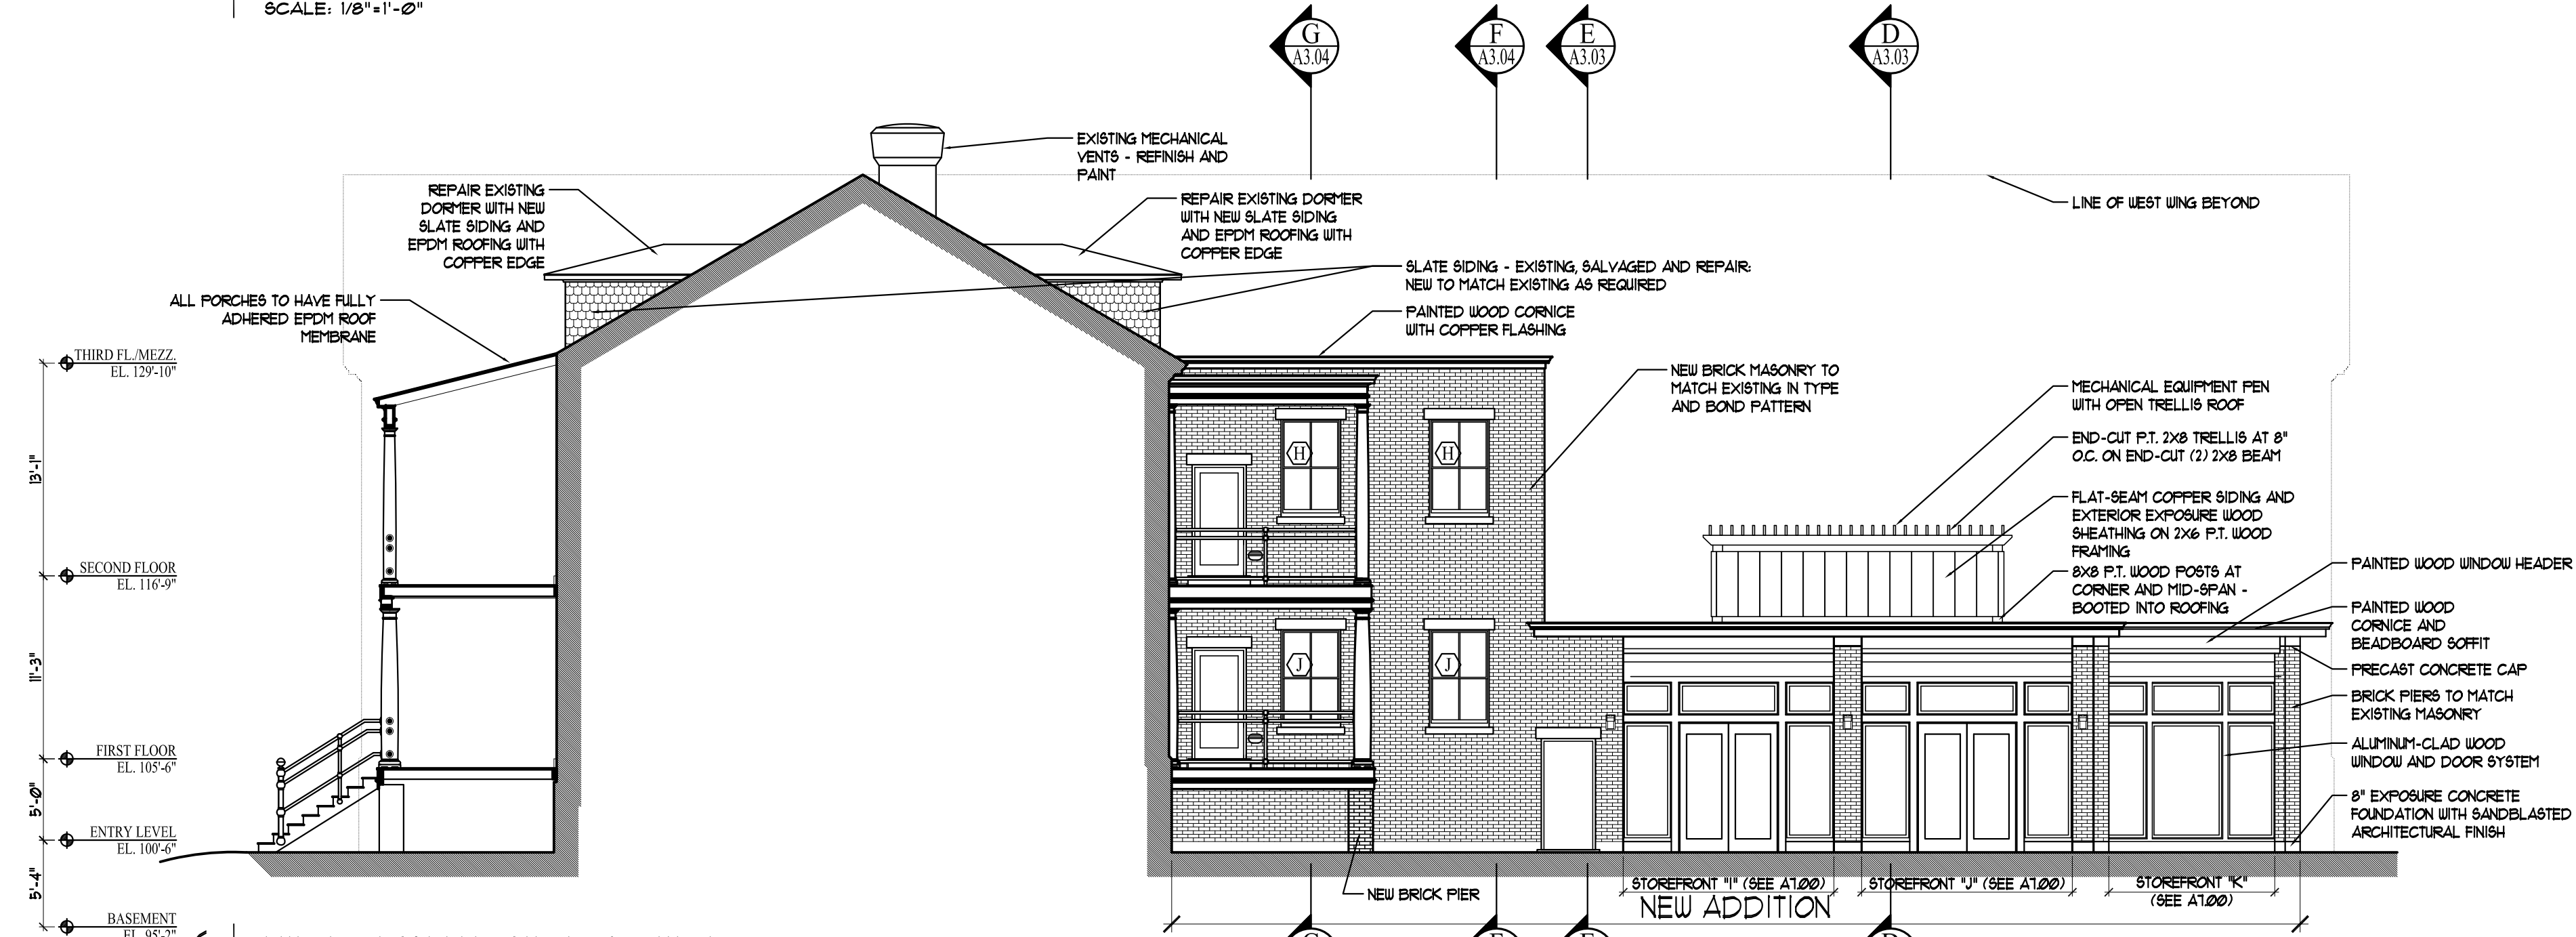 SCALE: 1/8"=1'-0"
G
A3.04
F
A3.04
E
A3.03
D
A3.03
EXISTING MECHANICAL
VENTS - REFINISH AND
PAINT
REPAIR EXISTING
DORMER WITH NEW
SLATE SIDING AND
EPDM ROOFING WITH
COPPER EDGE
REPAIR EXISTING DORMER
WITH NEW SLATE SIDING
AND EPDM ROOFING WITH
COPPER EDGE
LINE OF WEST WING BEYOND
SLATE SIDING - EXISTING, SALVAGED AND REPAIR:
NEW TO MATCH EXISTING AS REQUIRED
ALL PORCHES TO HAVE FULLY
ADHERED EPDM ROOF
MEMBRANE
PAINTED WOOD CORNICE
WITH COPPER FLASHING
THIRD FL./MEZZ.
EL. 129'-10"
NEW BRICK MASONRY TO
MATCH EXISTING IN TYPE
AND BOND PATTERN
MECHANICAL EQUIPMENT PEN
WITH OPEN TRELLIS ROOF
END-CUT P.T. 2X8 TRELLIS AT 8"
O.C. ON END-CUT (2) 2X8 BEAM
H
H
13'-1"
FLAT-SEAM COPPER SIDING AND
EXTERIOR EXPOSURE WOOD
SHEATHING ON 2X6 P.T. WOOD
FRAMING
8X8 P.T. WOOD POSTS AT
CORNER AND MID-SPAN -
BOOTED INTO ROOFING
SECOND FLOOR
EL. 116'-9"
PAINTED WOOD WINDOW HEADER
PAINTED WOOD
CORNICE AND
BEADBOARD SOFFIT
J
J
11'-3"
PRECAST CONCRETE CAP
BRICK PIERS TO MATCH
EXISTING MASONRY
FIRST FLOOR
EL. 105'-6"
ALUMINUM-CLAD WOOD
WINDOW AND DOOR SYSTEM
5'-0"
8" EXPOSURE CONCRETE
FOUNDATION WITH SANDBLASTED
ARCHITECTURAL FINISH
ENTRY LEVEL
EL. 100'-6"
5'-4"
NEW BRICK PIER
STOREFRONT "I" (SEE A7.00)
STOREFRONT "J" (SEE A7.00)
STOREFRONT "K"
(SEE A7.00)
NEW ADDITION
BASEMENT
EL. 95'-2"